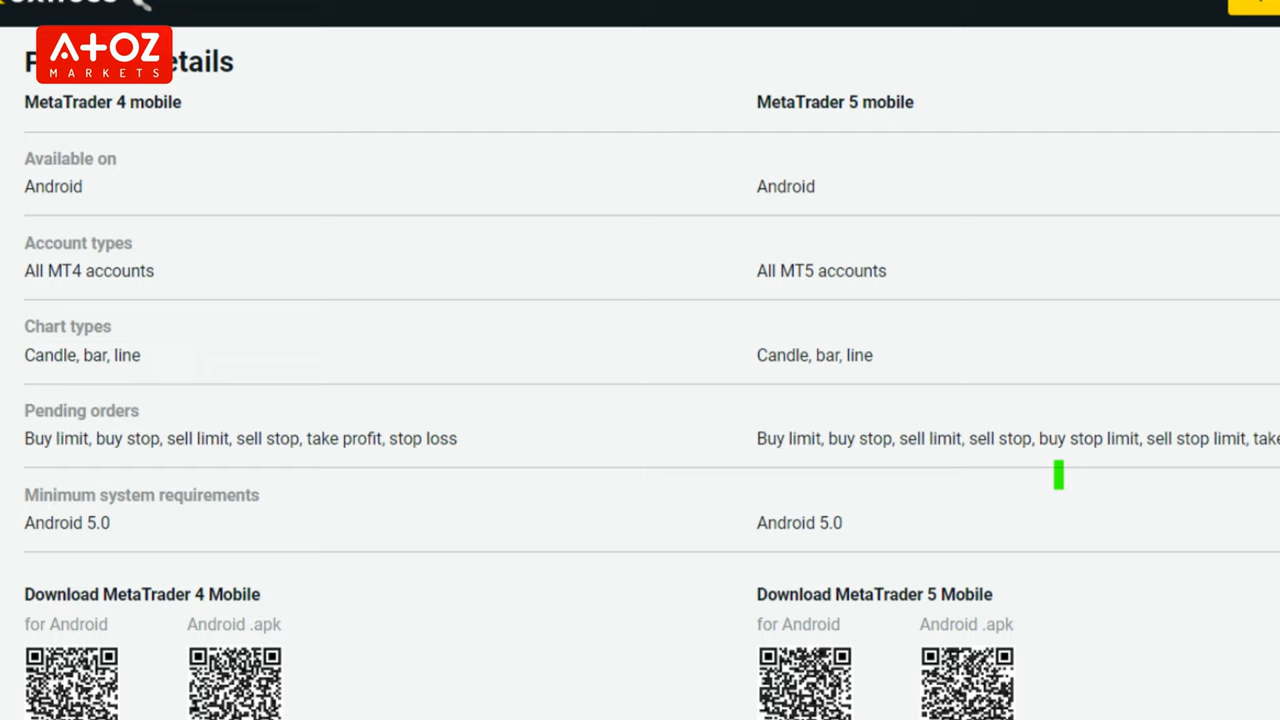 A+OZ
MARKETS
etails
MetaTrader 4 mobile
MetaTrader 5 mobile
Available on
Android
Android
Account types
All MT4 accounts
All MT5 accounts
Chart types
Candle, bar, line
Candle, bar, line
Pending orders
Buy limit, buy stop, sell limit, sell stop, take profit, stop loss
Buy limit, buy stop, sell limit, sell stop, buy stop limit, sell stop limit, take
Minimum system requirements
Android 5.0
Android 5.0
Download MetaTrader 4 Mobile
Download MetaTrader 5 Mobile
for Android
Android .apk
for Android
Android .apk